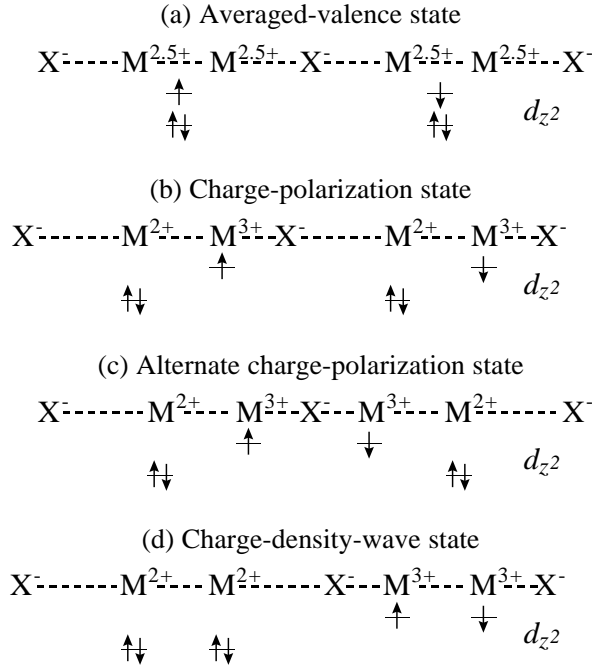 (a) Averaged-valence state
X⁻------M²·⁵⁺----M²·⁵⁺----X⁻------M²·⁵⁺----M²·⁵⁺----X⁻
d_z2
(b) Charge-polarization state
X⁻--------M²⁺----M³⁺---X⁻--------M²⁺----M³⁺---X⁻
d_z2
(c) Alternate charge-polarization state
X⁻--------M²⁺----M³⁺---X⁻---M³⁺----M²⁺--------X⁻
d_z2
(d) Charge-density-wave state
X⁻--------M²⁺----M²⁺--------X⁻---M³⁺----M³⁺---X⁻
d_z2